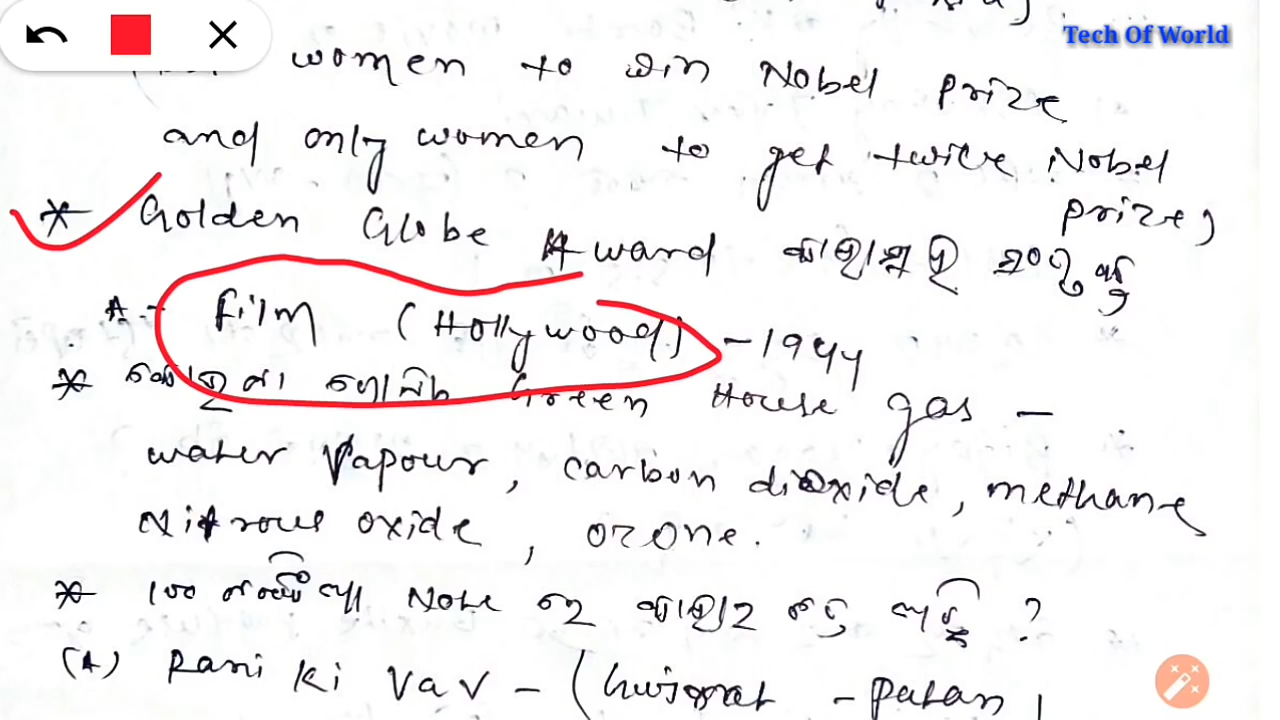 Tech Of World
women to win Nobel prize
and only women to get twice Nobel
prize)
* Golden Globe Award କାହାକୁ
A - Film (Hollywood) - 1944
* Green House gas -
water vapour, carbon dioxide, methane
Nitrous oxide, ozone.
* 100 Note ରେ କାହାର ?
(A) Rani ki vav - (Gujarat - patan